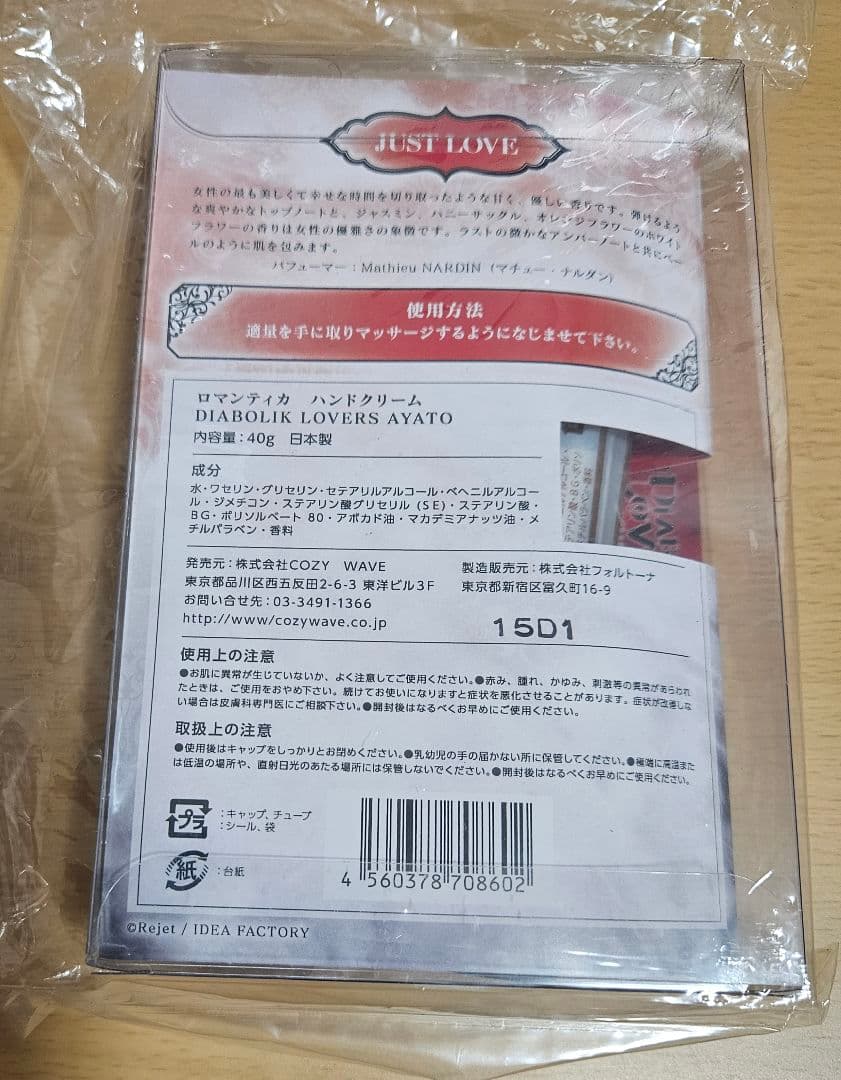 JUST LOVE
女性の最も美しくて幸せな時間を切り取ったような甘く、優しい香りです。弾けるよう
な爽やかなトップノートと、ジャスミン、ハニーサックル、オレンジフラワーのホワイト
フラワーの香りは女性の優雅さの象徴です。ラストの微かなアンバーノートと共にベー
ルのように肌を包みます。
パフューマー：Mathieu NARDIN（マチュー・ナルダン）
使用方法
適量を手に取りマッサージするようになじませて下さい。
ロマンティカ ハンドクリーム
DIABOLIK LOVERS AYATO
内容量：40g 日本製
成分
水・ワセリン・グリセリン・セテアリルアルコール・ベヘニルアルコー
ル・ジメチコン・ステアリン酸グリセリル（SE）・ステアリン酸・
BG・ポリソルベート 80・アボカド油・マカデミアナッツ油・メ
チルパラベン・香料
発売元：株式会社COZY WAVE
東京都品川区西五反田2-6-3 東洋ビル3F
お問い合せ先：03-3491-1366
http://www/cozywave.co.jp
製造販売元：株式会社フォルトーナ
東京都新宿区富久町16-9
15D1
使用上の注意
●お肌に異常が生じていないか、よく注意してご使用ください。●赤み、腫れ、かゆみ、刺激等の異常があらわれ
たときは、ご使用をおやめ下さい。続けてお使いになりますと症状を悪化させることがあります。症状が改善しな
い場合は皮膚科専門医にご相談下さい。●開封後はなるべくお早めにご使用ください。
取扱上の注意
●使用後はキャップをしっかりとお閉めください。●乳幼児の手の届かない所に保管してください。●極端に高温また
は低温の場所や、直射日光のあたる場所には保管しないでください。●開封後はなるべくお早めにご使用ください。
プラ
：キャップ、チューブ
：シール、袋
紙
：台紙
4 560378 708602
©Rejet / IDEA FACTORY